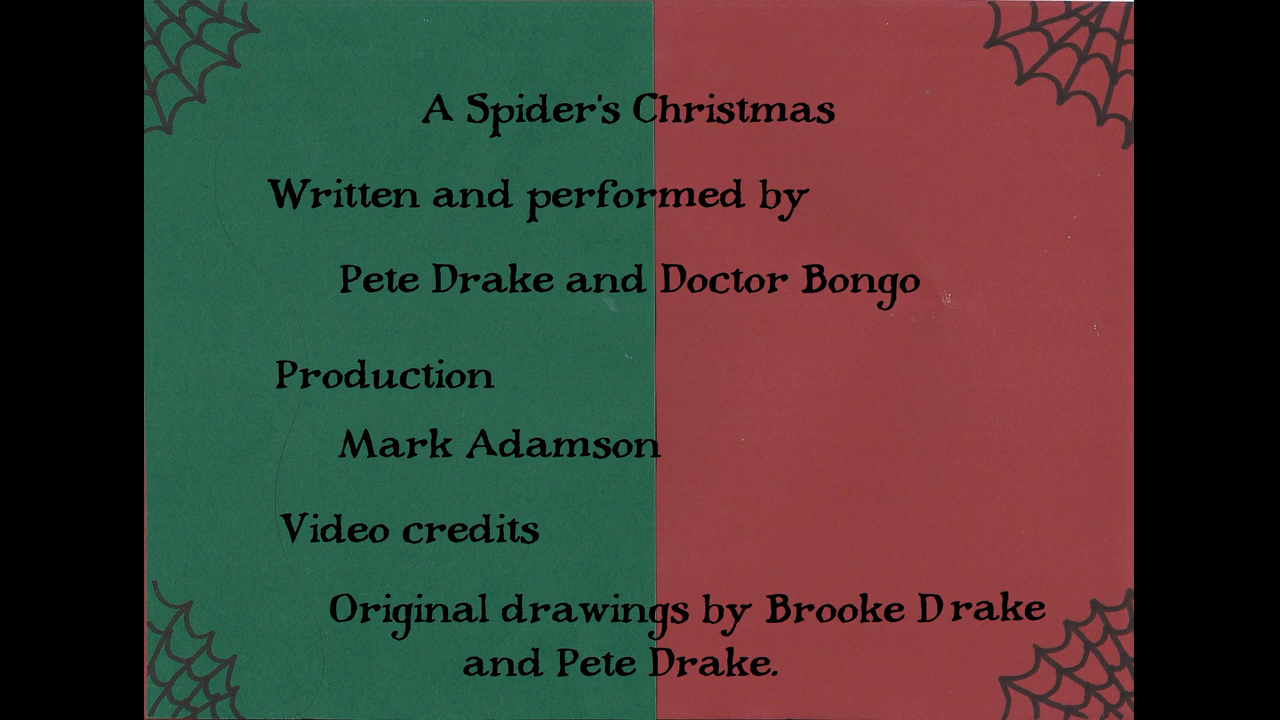 A Spider's Christmas
Written and performed by
Pete Drake and Doctor Bongo
Production
Mark Adamson
Video credits
Original drawings by Brooke Drake
and Pete Drake.